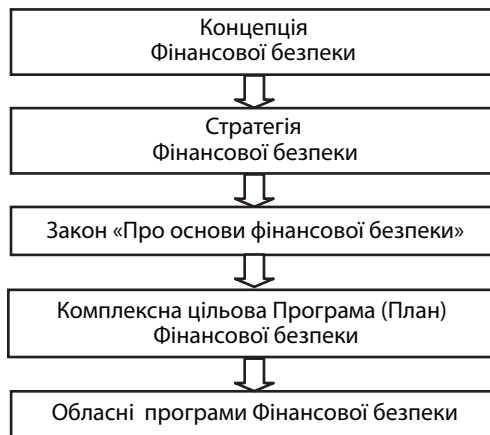 Концепція
Фінансової безпеки
Стратегія
Фінансової безпеки
Закон «Про основи фінансової безпеки»
Комплексна цільова Програма (План)
Фінансової безпеки
Обласні програми Фінансової безпеки